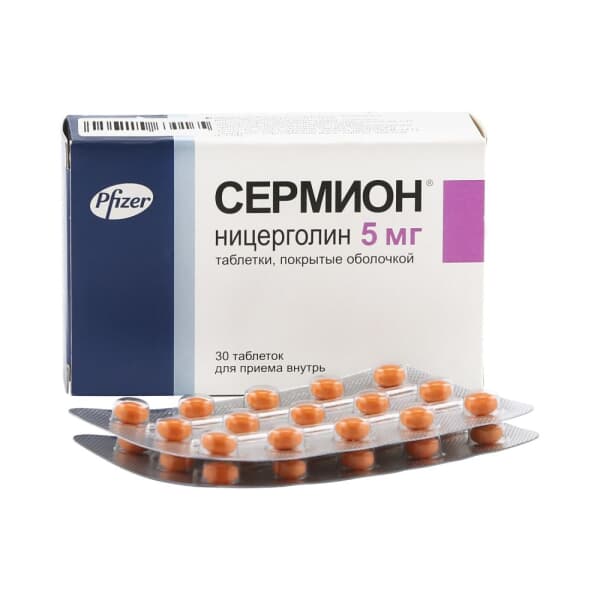 Pfizer
СЕРМИОН®
ницерголин 5 мг
таблетки, покрытые оболочкой
30 таблеток
для приема внутрь